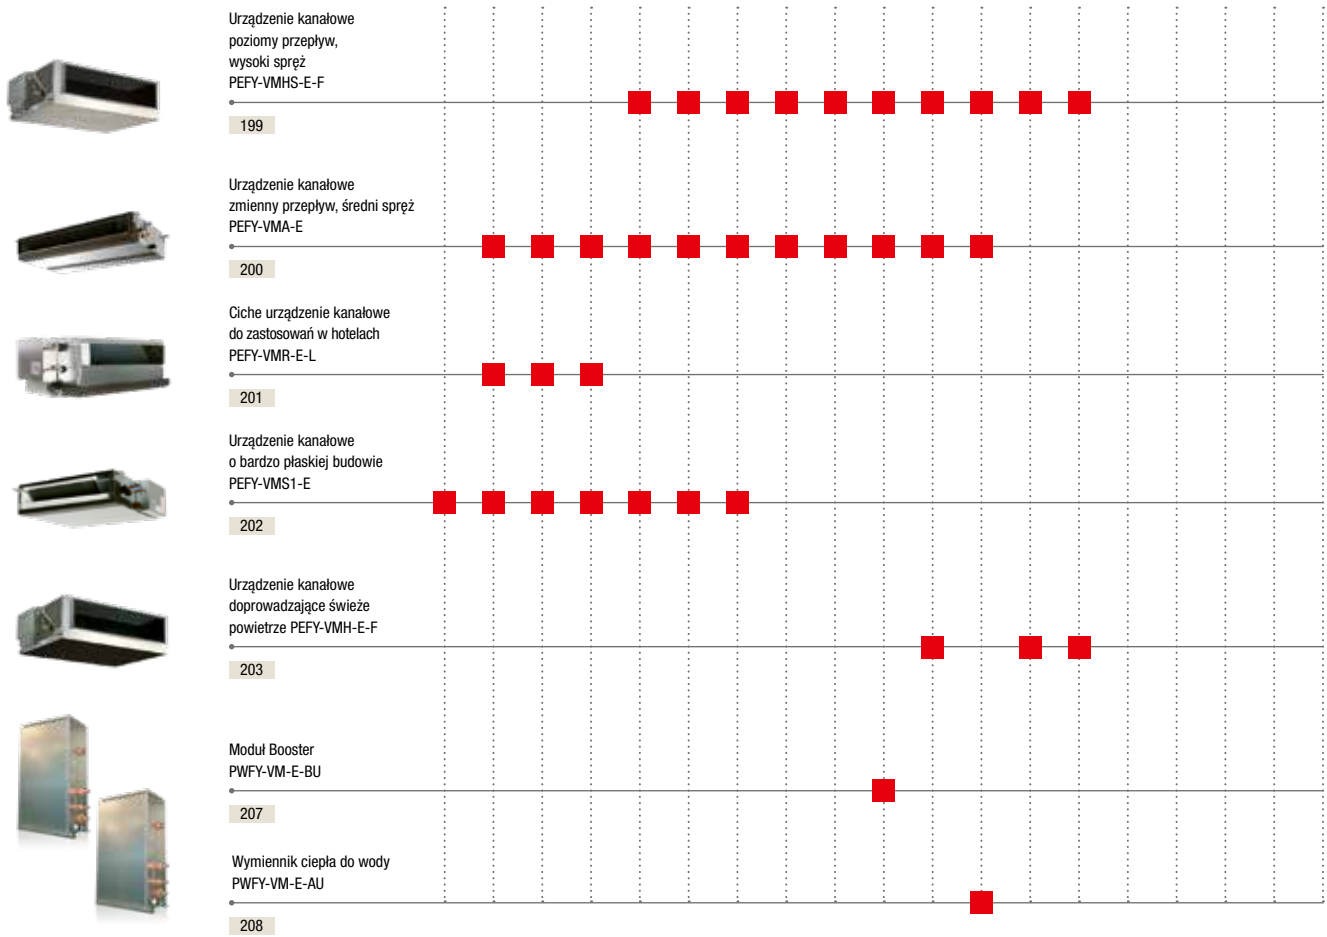 Urządzenie kanałowe
poziomy przepływ,
wysoki spręż
PEFY-VMHS-E-F
199
Urządzenie kanałowe
zmienny przepływ, średni spręż
PEFY-VMA-E
200
Ciche urządzenie kanałowe
do zastosowań w hotelach
PEFY-VMR-E-L
201
Urządzenie kanałowe
o bardzo płaskiej budowie
PEFY-VMS1-E
202
Urządzenie kanałowe
doprowadzające świeże
powietrze PEFY-VMH-E-F
203
Moduł Booster
PWFY-VM-E-BU
207
Wymiennik ciepła do wody
PWFY-VM-E-AU
208